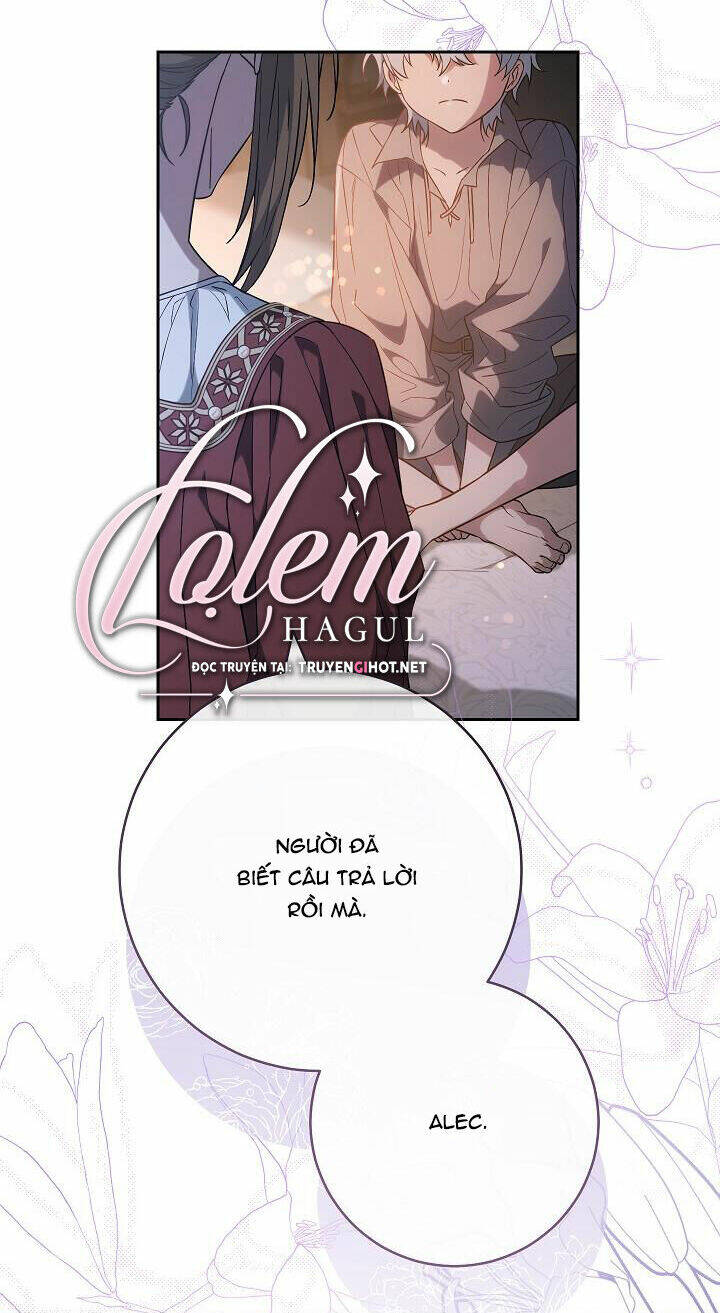 Lọlem
HAGUL
ĐỌC TRUYỆN TẠI: TRUYENGIHOT.NET
NGƯỜI ĐÃ
BIẾT CÂU TRẢ LỜI
RỒI MÀ.
ALEC.